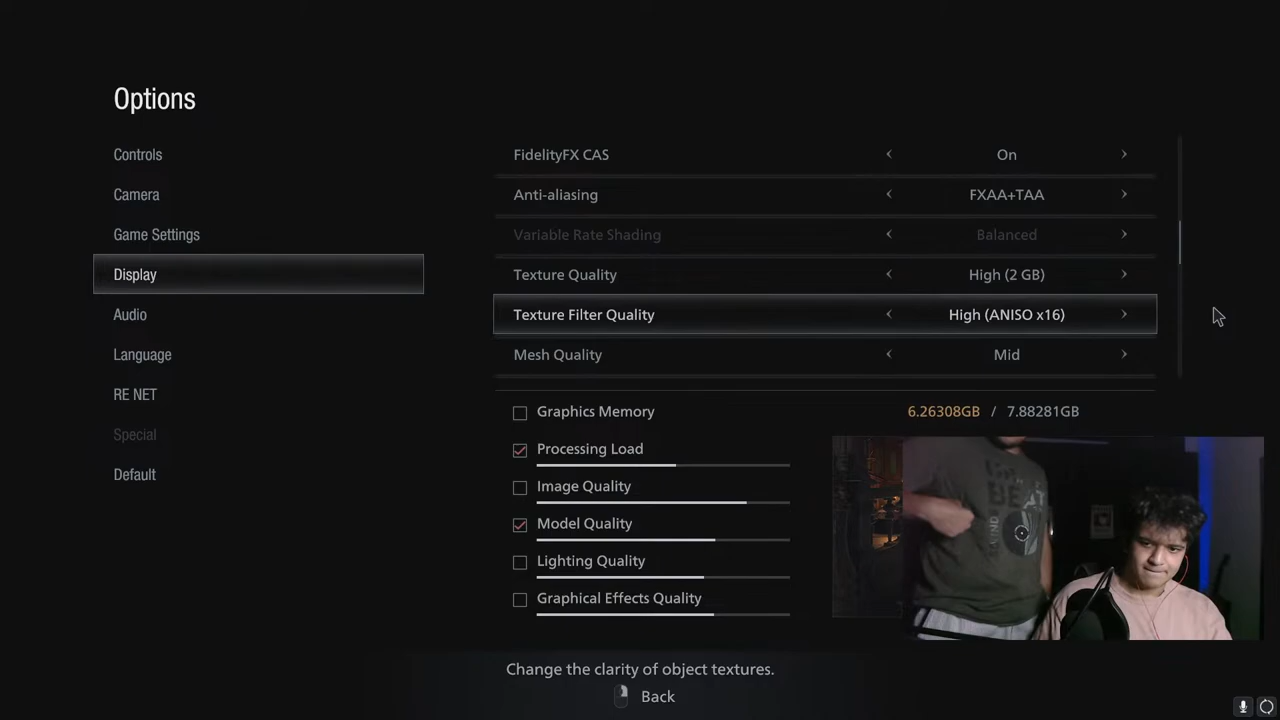 Options
Controls
Camera
Game Settings
Display
Audio
Language
RE NET
Special
Default
FidelityFX CAS On
Anti-aliasing FXAA+TAA
Variable Rate Shading Balanced
Texture Quality High (2 GB)
Texture Filter Quality High (ANISO x16)
Mesh Quality Mid
Graphics Memory 6.26308GB / 7.88281GB
Processing Load
Image Quality
Model Quality
Lighting Quality
Graphical Effects Quality
Change the clarity of object textures.
Back